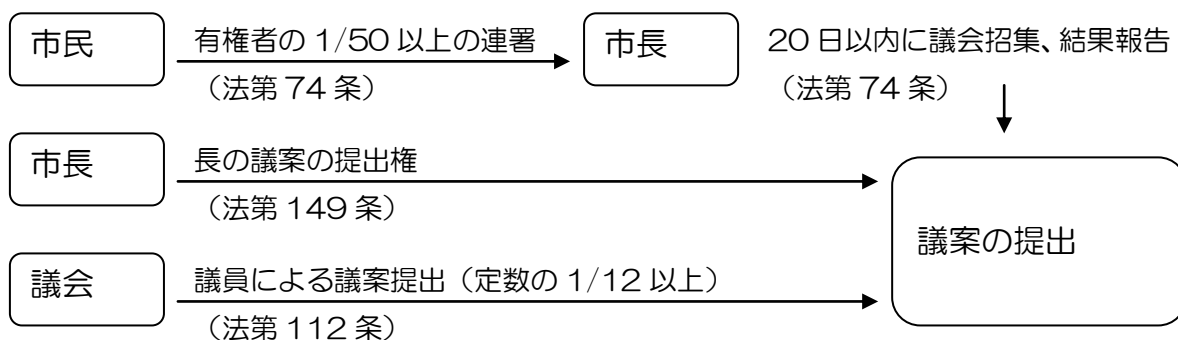 市民
有権者の 1/50 以上の連署
（法第 74 条）
市長
20 日以内に議会招集、結果報告
（法第 74 条）
市長
長の議案の提出権
（法第 149 条）
議案の提出
議会
議員による議案提出（定数の 1/12 以上）
（法第 112 条）